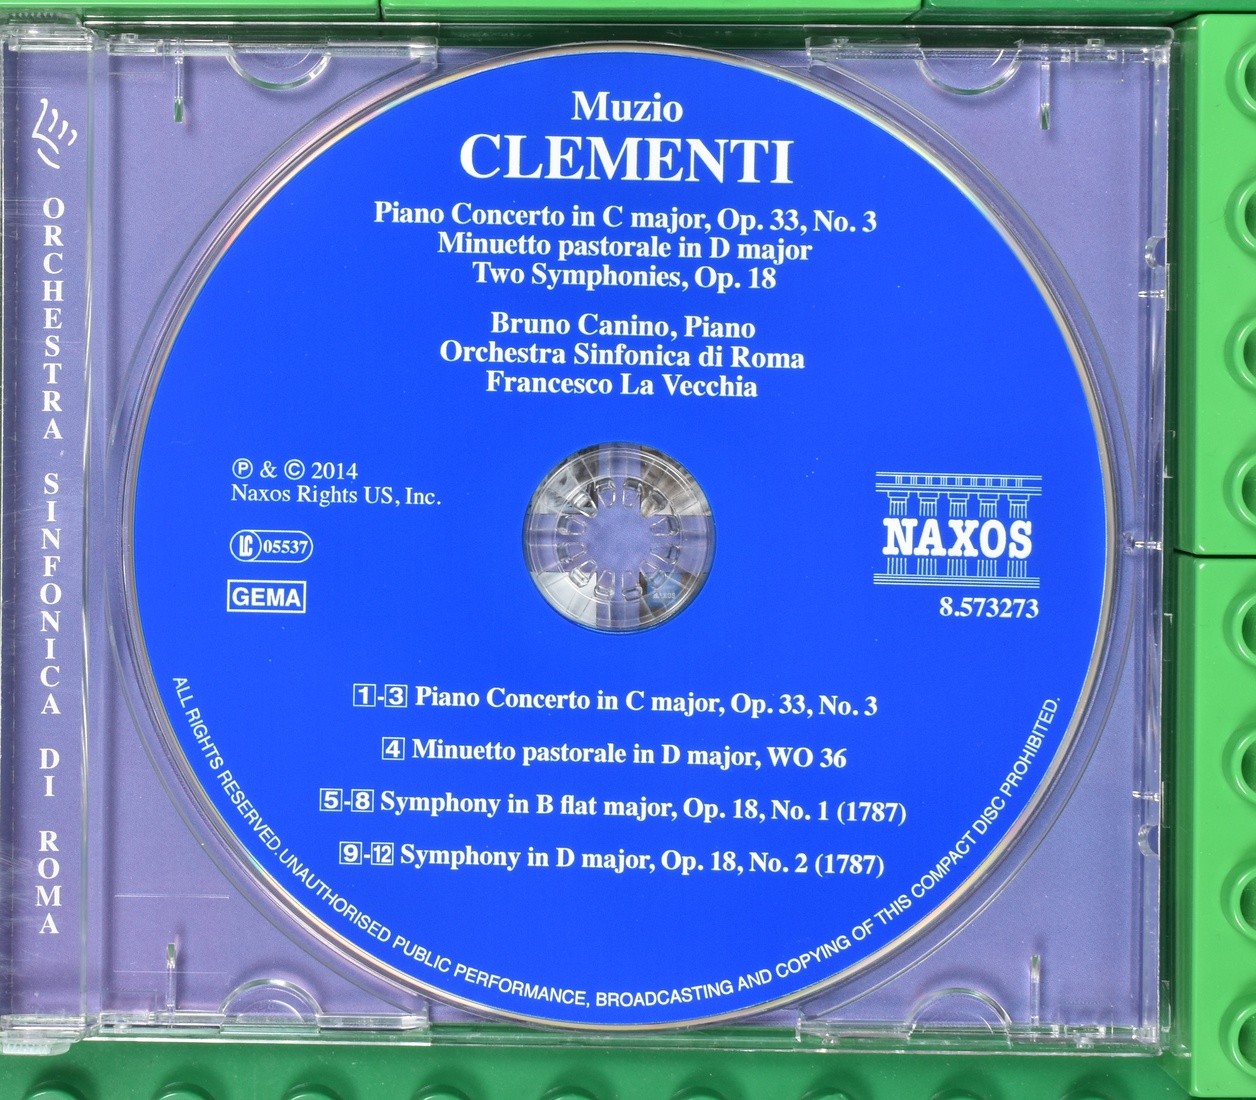 ORCHESTRA SINFONICA DI ROMA
Muzio
CLEMENTI
Piano Concerto in C major, Op. 33, No. 3
Minuetto pastorale in D major
Two Symphonies, Op. 18
Bruno Canino, Piano
Orchestra Sinfonica di Roma
Francesco La Vecchia
℗ & © 2014
Naxos Rights US, Inc.
LC 05537
GEMA
NAXOS
8.573273
NAXOS
1-3 Piano Concerto in C major, Op. 33, No. 3
4 Minuetto pastorale in D major, WO 36
5-8 Symphony in B flat major, Op. 18, No. 1 (1787)
9-12 Symphony in D major, Op. 18, No. 2 (1787)
ALL RIGHTS RESERVED. UNAUTHORISED PUBLIC PERFORMANCE, BROADCASTING AND COPYING OF THIS COMPACT DISC PROHIBITED.